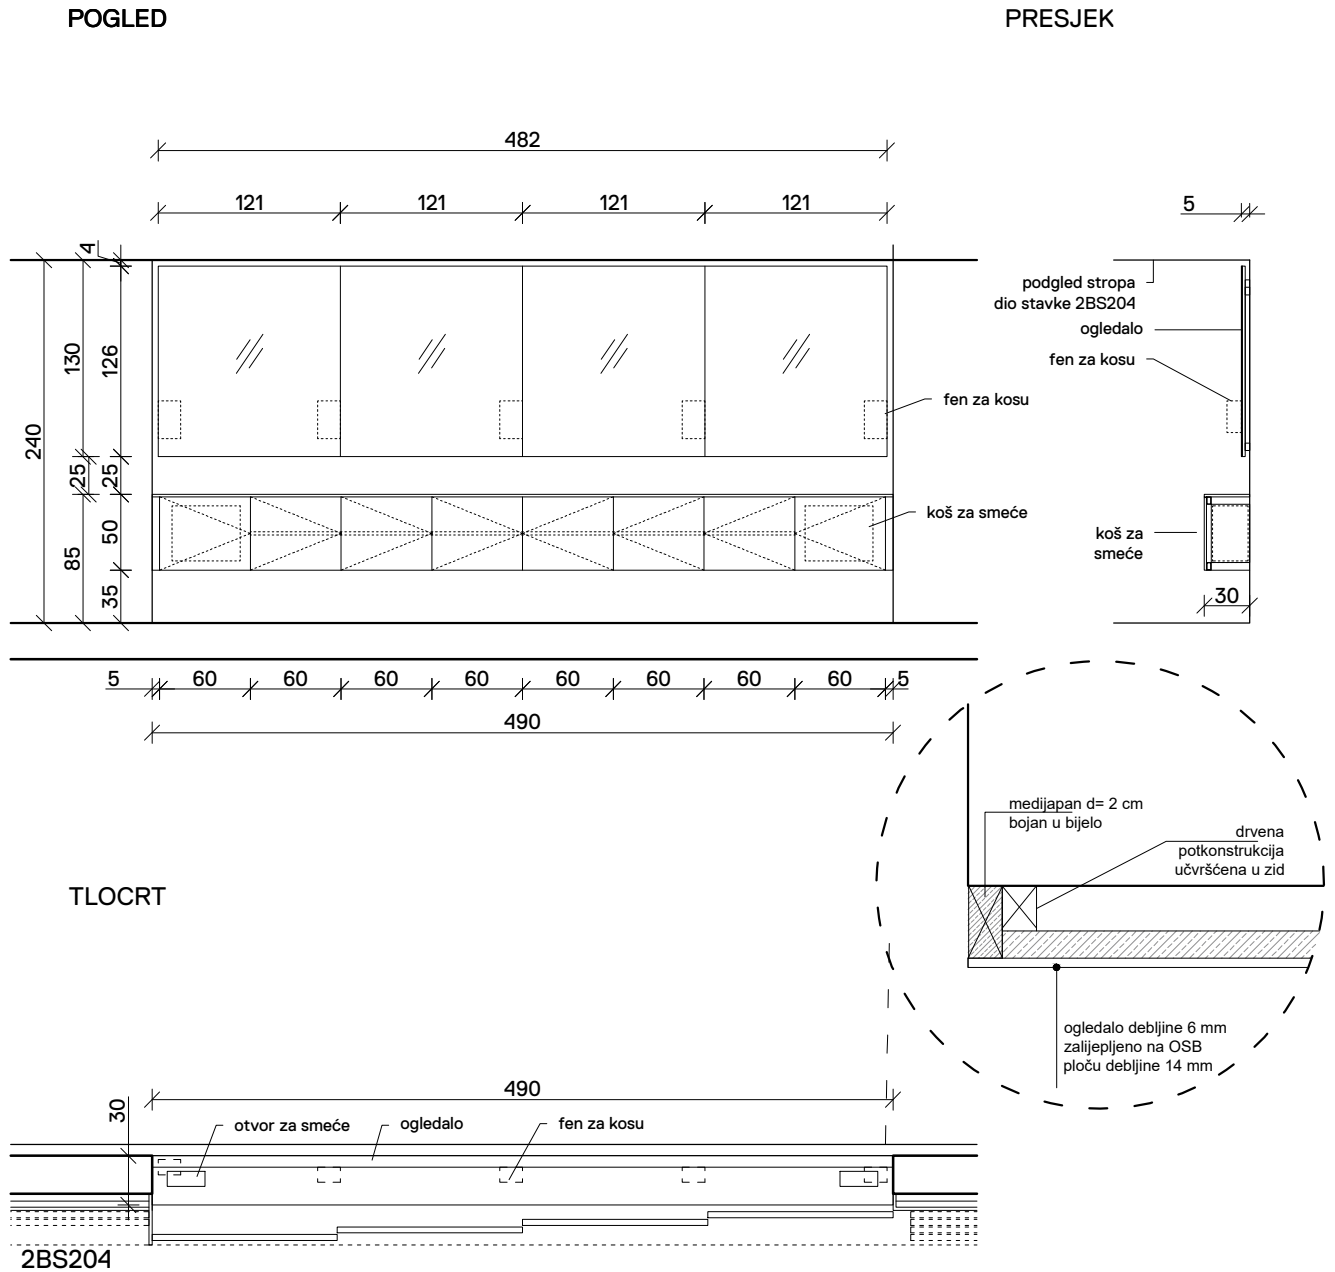 POGLED
PRESJEK
482
121
121
121
121
5
4
podgled stropa
dio stavke 2BS204
ogledalo
fen za kosu
130
126
240
fen za kosu
25
25
koš za smeće
50
85
koš za
smeće
35
30
5
60
60
60
60
60
60
60
60
5
490
medijapan d= 2 cm
bojan u bijelo
drvena
potkonstrukcija
učvršćena u zid
TLOCRT
ogledalo debljine 6 mm
zalijepljeno na OSB
ploču debljine 14 mm
490
30
otvor za smeće
ogledalo
fen za kosu
2BS204